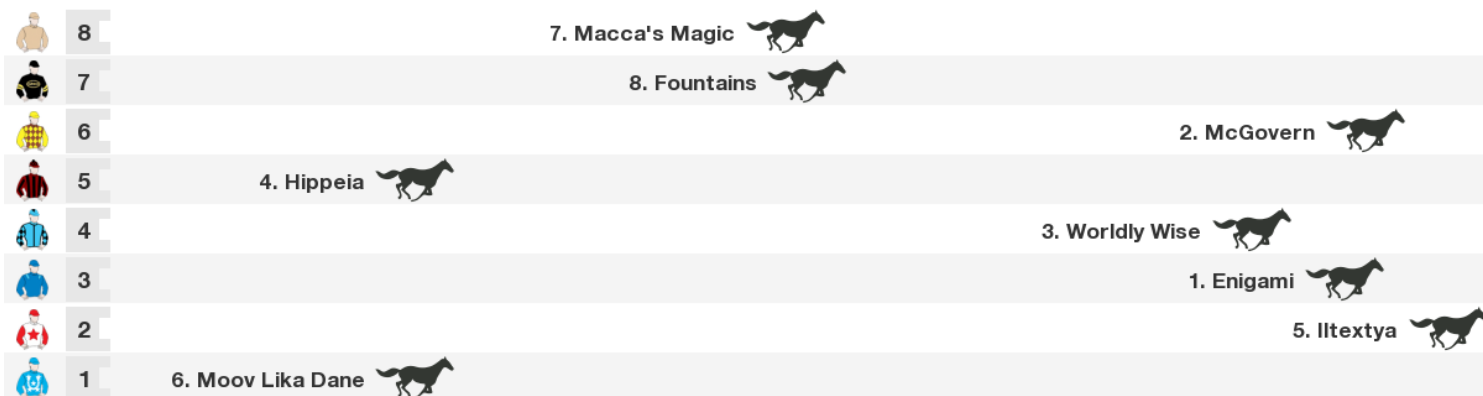 8 7. Macca's Magic
7 8. Fountains
6 2. McGovern
5 4. Hippeia
4 3. Worldly Wise
3 1. Enigami
2 5. Iltextya
1 6. Moov Lika Dane